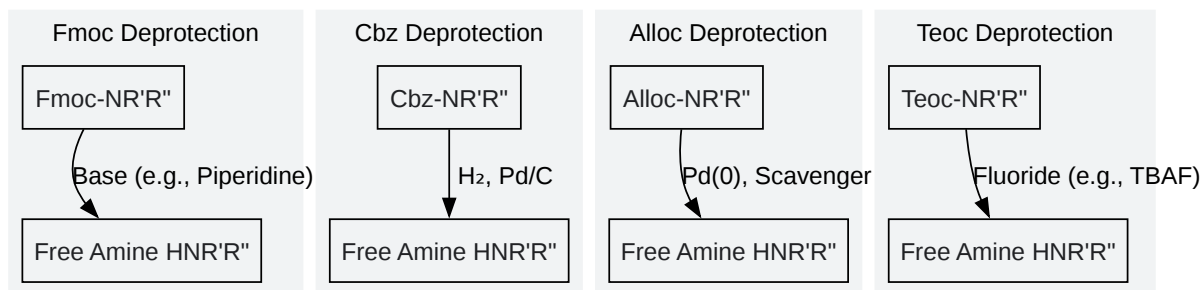 Fmoc Deprotection
Fmoc-NR'R"
Base (e.g., Piperidine)
Free Amine HNR'R"
Cbz Deprotection
Cbz-NR'R"
H₂, Pd/C
Free Amine HNR'R"
Alloc Deprotection
Alloc-NR'R"
Pd(0), Scavenger
Free Amine HNR'R"
Teoc Deprotection
Teoc-NR'R"
Fluoride (e.g., TBAF)
Free Amine HNR'R"